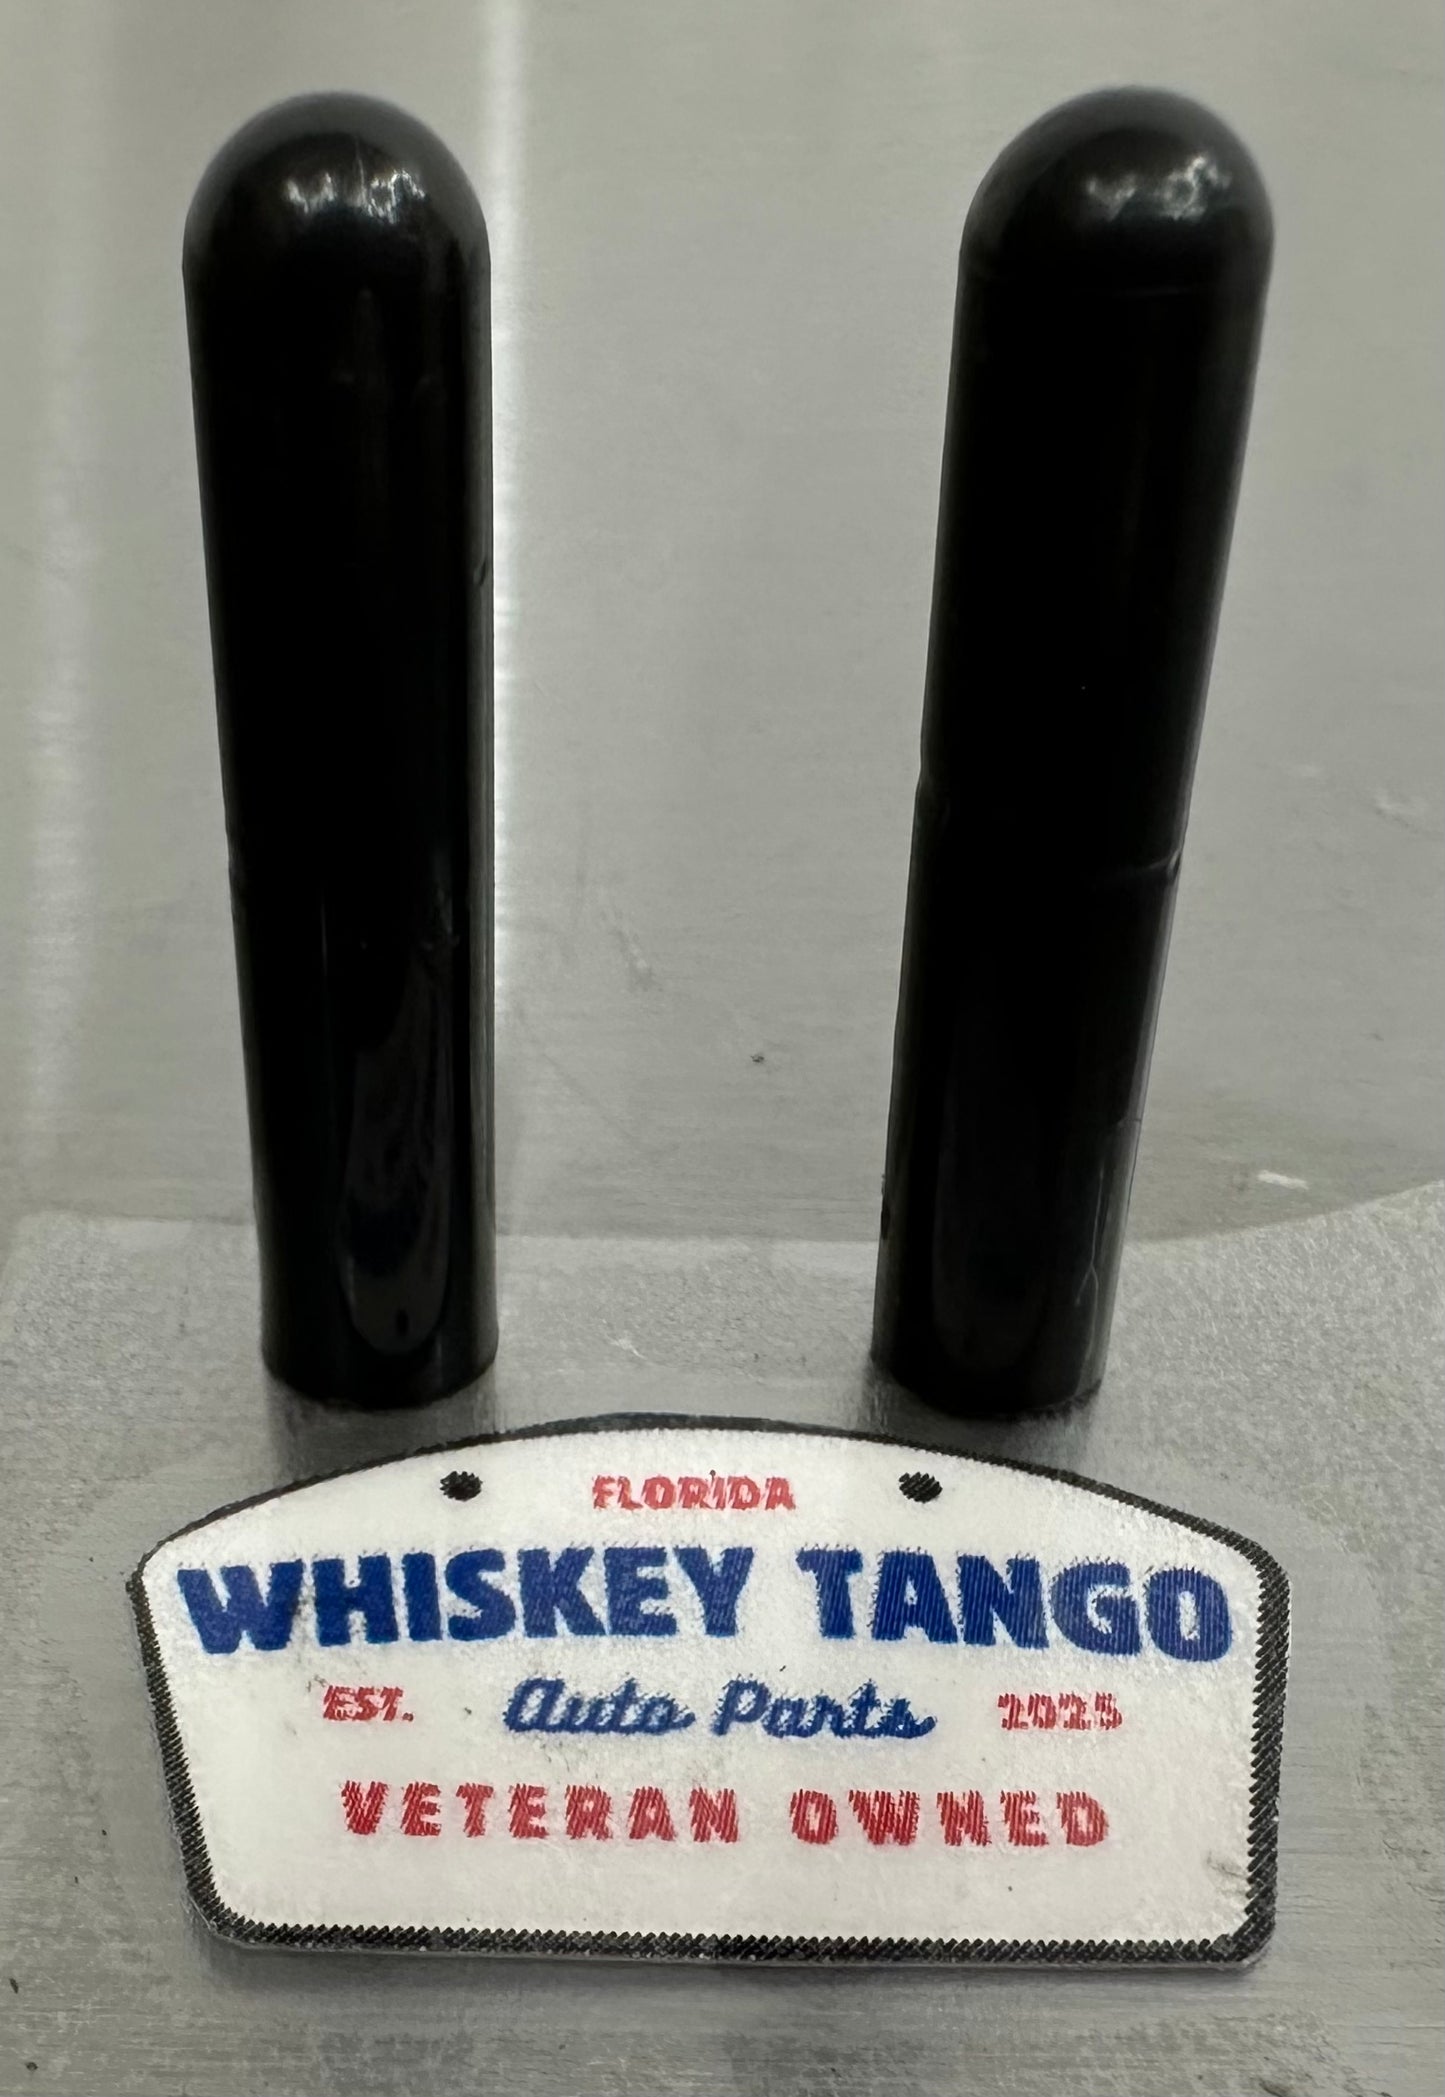 FLORIDA
WHISKEY TANGO
EST. Auto Parts 2025
VETERAN OWNED